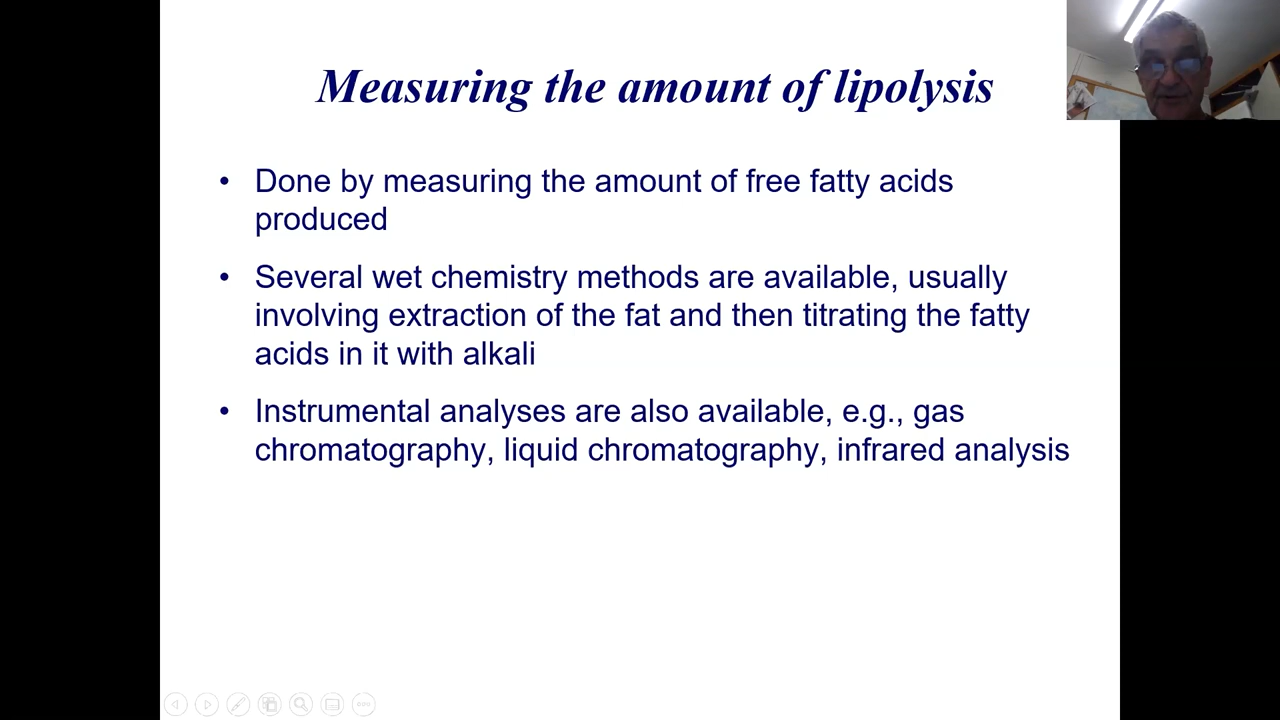 Measuring the amount of lipolysis
• Done by measuring the amount of free fatty acids
produced
• Several wet chemistry methods are available, usually
involving extraction of the fat and then titrating the fatty
acids in it with alkali
• Instrumental analyses are also available, e.g., gas
chromatography, liquid chromatography, infrared analysis